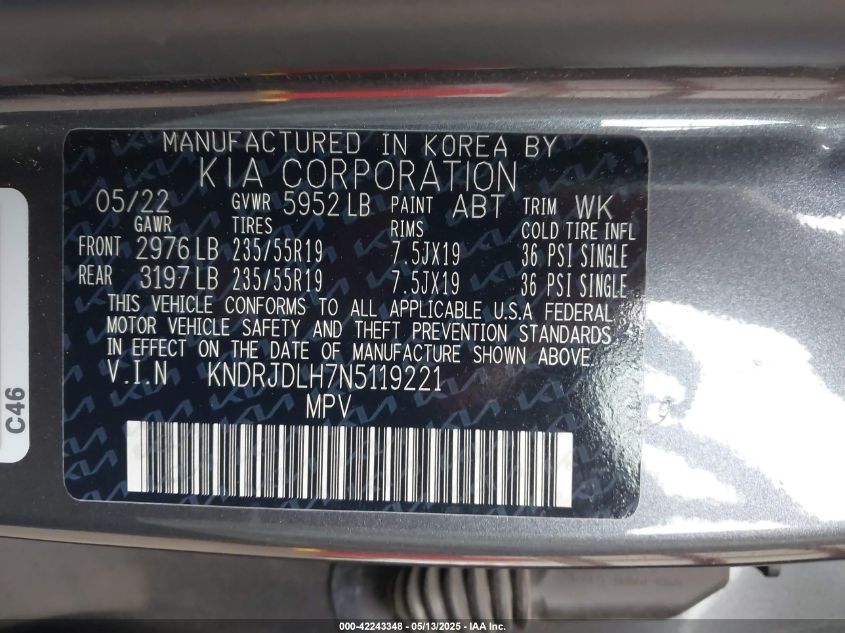 MANUFACTURED IN KOREA BY
KIA CORPORATION
05/22 GVWR 5952 LB PAINT ABT TRIM WK
GAWR TIRES RIMS COLD TIRE INFL
FRONT 2976 LB 235/55R19 7.5JX19 36 PSI SINGLE
REAR 3197 LB 235/55R19 7.5JX19 36 PSI SINGLE
THIS VEHICLE CONFORMS TO ALL APPLICABLE U.S.A FEDERAL
MOTOR VEHICLE SAFETY AND THEFT PREVENTION STANDARDS
IN EFFECT ON THE DATE OF MANUFACTURE SHOWN ABOVE.
V.I.N KNDRJDLH7N5119221
MPV
C46
000-42243348 - 05/13/2025 - IAA Inc.